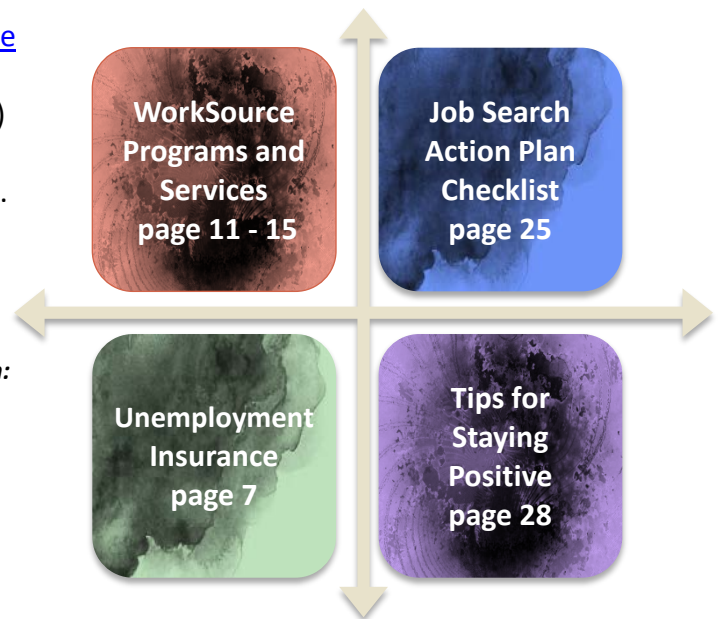 e
)
.
:
WorkSource
Programs and
Services
page 11 - 15
Job Search
Action Plan
Checklist
page 25
Unemployment
Insurance
page 7
Tips for
Staying
Positive
page 28